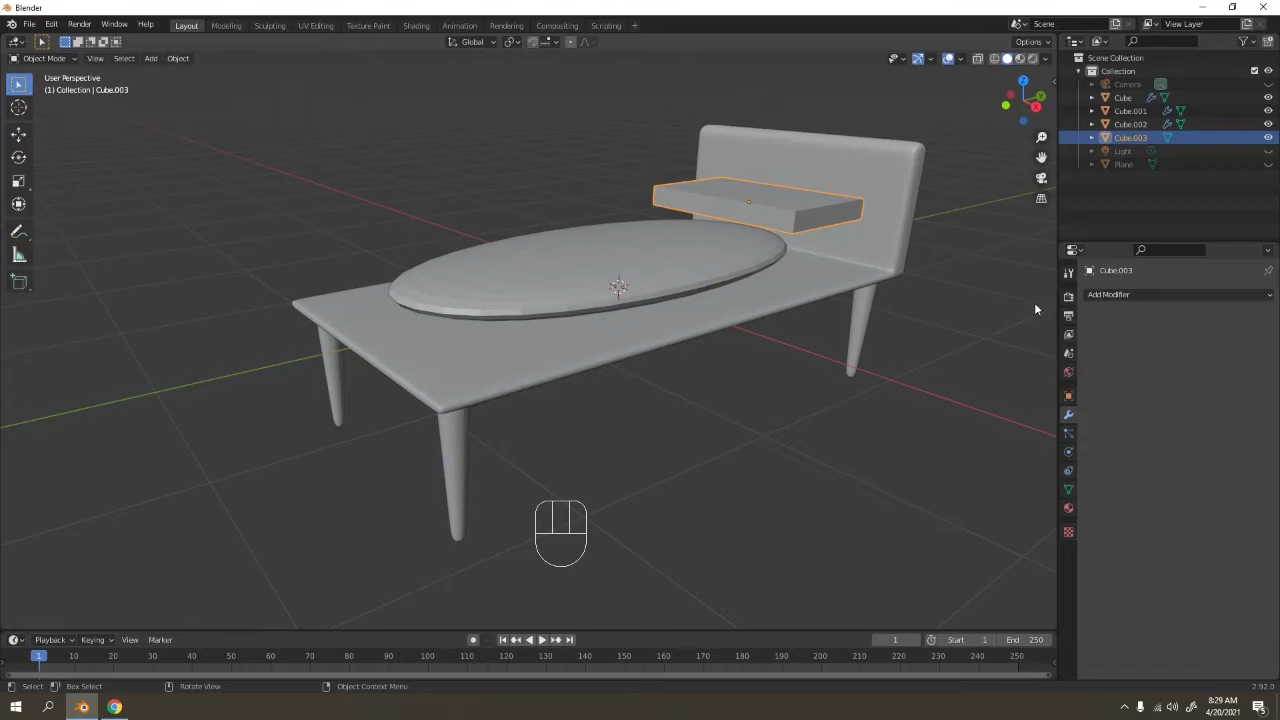 Blender
File Edit Render Window Help Layout Modeling Sculpting UV Editing Texture Paint Shading Animation Rendering Compositing Scripting + Scene View Layer
Global Options
Object Mode View Select Add Object
User Perspective
(1) Collection | Cube.003
Z
Y
X
Scene Collection
Collection
Camera
Cube
Cube.001
Cube.002
Cube.003
Light
Plane
Cube.003
Add Modifier
Playback Keying View Marker 1 Start 1 End 250
1 10 20 30 40 50 60 70 80 90 100 110 120 130 140 150 160 170 180 190 200 210 220 230 240 250
Select Box Select Rotate View Object Context Menu 2.92.0
8:29 AM
4/20/2021
5